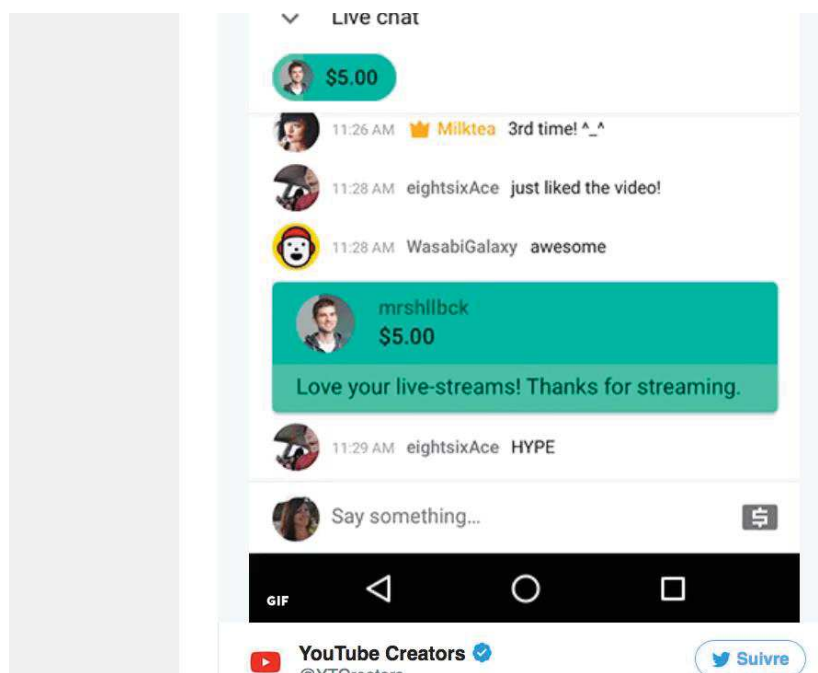 Live chat
$5.00
11:26 AM Milktea 3rd time! ^_^
11:28 AM eightsixAce just liked the video!
11:28 AM WasabiGalaxy awesome
mrshllbck
$5.00
Love your live-streams! Thanks for streaming.
11:29 AM eightsixAce HYPE
Say something...
$
GIF
YouTube Creators
Suivre
@YTCreators